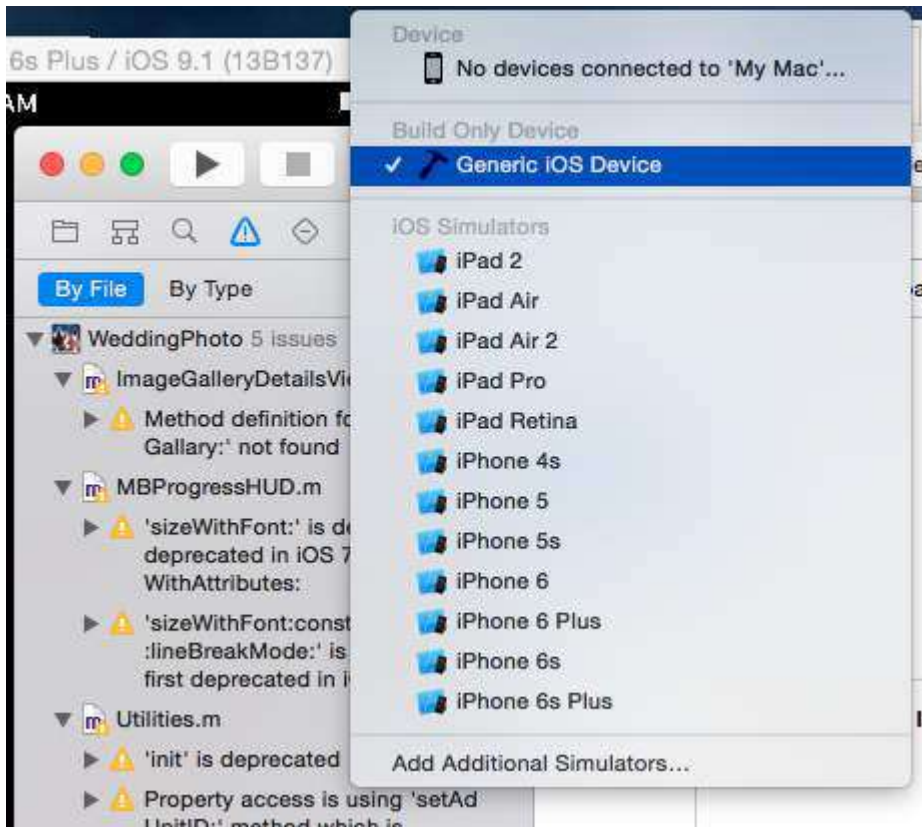 6s Plus / iOS 9.1 (13B137)
AM
By File
By Type
WeddingPhoto 5 issues
ImageGalleryDetailsVi
Method definition fo
Gallary:' not found
MBProgressHUD.m
'sizeWithFont:' is de
deprecated in iOS 7
WithAttributes:
'sizeWithFont:const
:lineBreakMode:' is
first deprecated in i
Utilities.m
'init' is deprecated
Property access is using 'setAd
UnitID:' method which is
Device
No devices connected to 'My Mac'...
Build Only Device
Generic iOS Device
iOS Simulators
iPad 2
iPad Air
iPad Air 2
iPad Pro
iPad Retina
iPhone 4s
iPhone 5
iPhone 5s
iPhone 6
iPhone 6 Plus
iPhone 6s
iPhone 6s Plus
Add Additional Simulators...